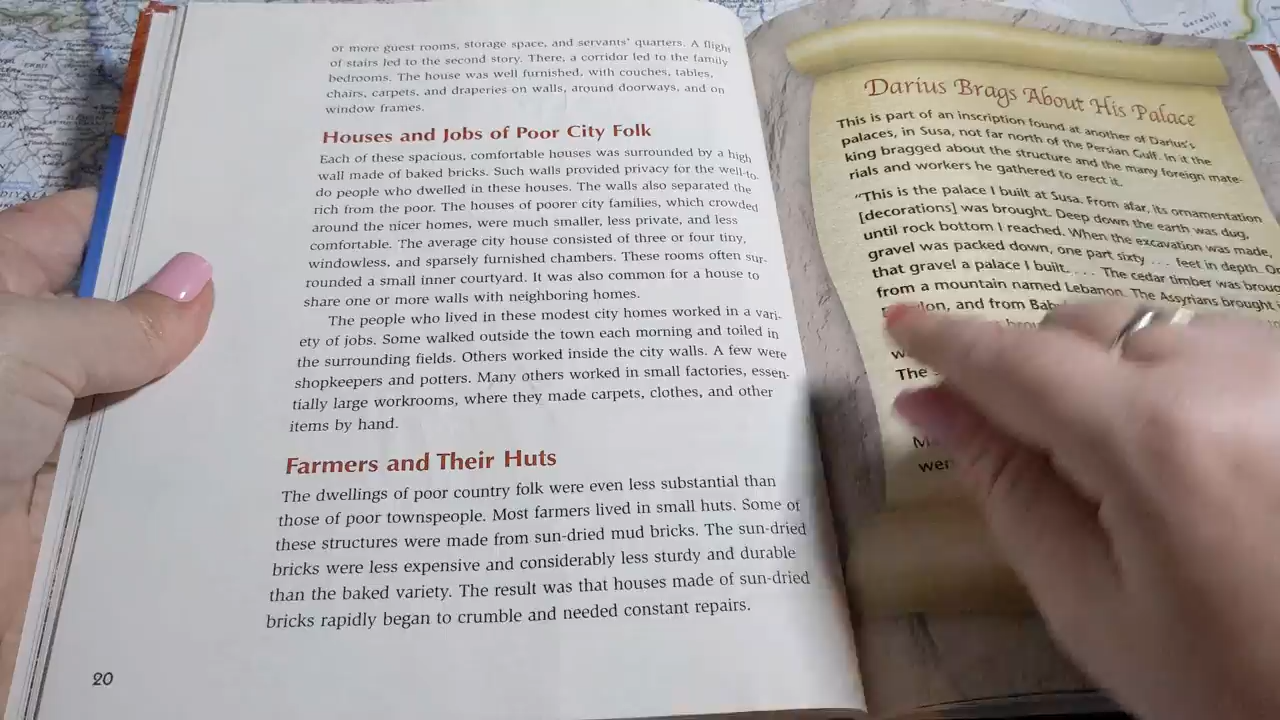 or more guest rooms, storage space, and servants' quarters. A flight
of stairs led to the second story. There, a corridor led to the family
bedrooms. The house was well furnished, with couches, tables,
chairs, carpets, and draperies on walls, around doorways, and on
window frames.
Houses and Jobs of Poor City Folk
Each of these spacious, comfortable houses was surrounded by a high
wall made of baked bricks. Such walls provided privacy for the well-to-
do people who dwelled in these houses. The walls also separated the
rich from the poor. The houses of poorer city families, which crowded
around the nicer homes, were much smaller, less private, and less
comfortable. The average city house consisted of three or four tiny,
windowless, and sparsely furnished chambers. These rooms often sur-
rounded a small inner courtyard. It was also common for a house to
share one or more walls with neighboring homes.
The people who lived in these modest city homes worked in a vari-
ety of jobs. Some walked outside the town each morning and toiled in
the surrounding fields. Others worked inside the city walls. A few were
shopkeepers and potters. Many others worked in small factories, essen-
tially large workrooms, where they made carpets, clothes, and other
items by hand.
Farmers and Their Huts
The dwellings of poor country folk were even less substantial than
those of poor townspeople. Most farmers lived in small huts. Some of
these structures were made from sun-dried mud bricks. The sun-dried
bricks were less expensive and considerably less sturdy and durable
than the baked variety. The result was that houses made of sun-dried
bricks rapidly began to crumble and needed constant repairs.
20
Darius Brags About His Palace
This is part of an inscription found at another of Darius's
palaces, in Susa, not far north of the Persian Gulf. In it the
king bragged about the structure and the many foreign mate-
rials and workers he gathered to erect it.
"This is the palace I built at Susa. From afar, its ornamentation
[decorations] was brought. Deep down the earth was dug,
until rock bottom I reached. When the excavation was made,
gravel was packed down, one part sixty . . . feet in depth. On
that gravel a palace I built. . . . The cedar timber was
from a mountain named Lebanon. The Assyrians brought
and from
The